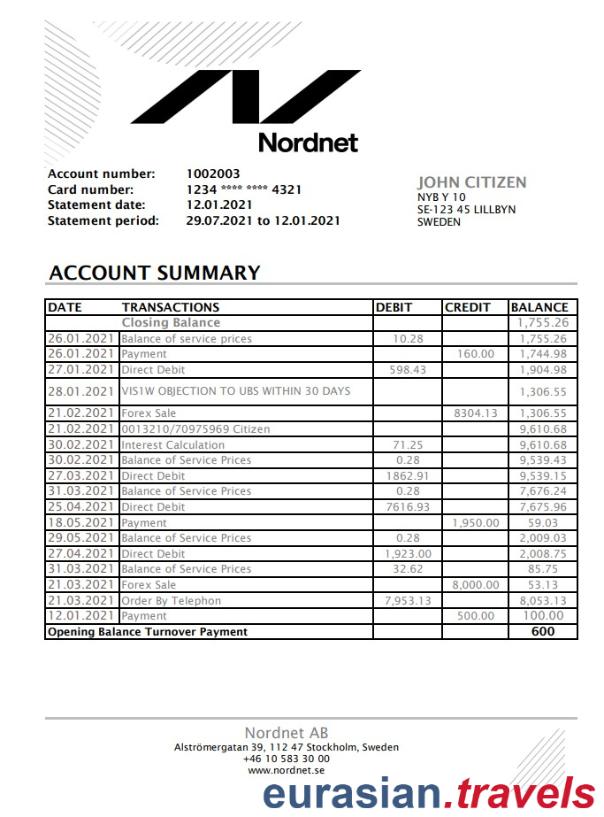 Nordnet
Account number: 1002003
Card number: 1234 **** **** 4321
Statement date: 12.01.2021
Statement period: 29.07.2021 to 12.01.2021
JOHN CITIZEN
NYB Y 10
SE-123 45 LILLBYN
SWEDEN
ACCOUNT SUMMARY
DATE TRANSACTIONS DEBIT CREDIT BALANCE
Closing Balance 1,755.26
26.01.2021 Balance of service prices 10.28 1,755.26
26.01.2021 Payment 160.00 1,744.98
27.01.2021 Direct Debit 598.43 1,904.98
28.01.2021 VIS1W OBJECTION TO UBS WITHIN 30 DAYS 1,306.55
21.02.2021 Forex Sale 8304.13 1,306.55
21.02.2021 0013210/70975969 Citizen 9,610.68
30.02.2021 Interest Calculation 71.25 9,610.68
30.02.2021 Balance of Service Prices 0.28 9,539.43
27.03.2021 Direct Debit 1862.91 9,539.15
31.03.2021 Balance of Service Prices 0.28 7,676.24
25.04.2021 Direct Debit 7616.93 7,675.96
18.05.2021 Payment 1,950.00 59.03
29.05.2021 Balance of Service Prices 0.28 2,009.03
27.04.2021 Direct Debit 1,923.00 2,008.75
31.03.2021 Balance of Service Prices 32.62 85.75
21.03.2021 Forex Sale 8,000.00 53.13
21.03.2021 Order By Telephon 7,953.13 8,053.13
12.01.2021 Payment 500.00 100.00
Opening Balance Turnover Payment 600
Nordnet AB
Alströmergatan 39, 112 47 Stockholm, Sweden
+46 10 583 30 00
www.nordnet.se
eurasian.travels